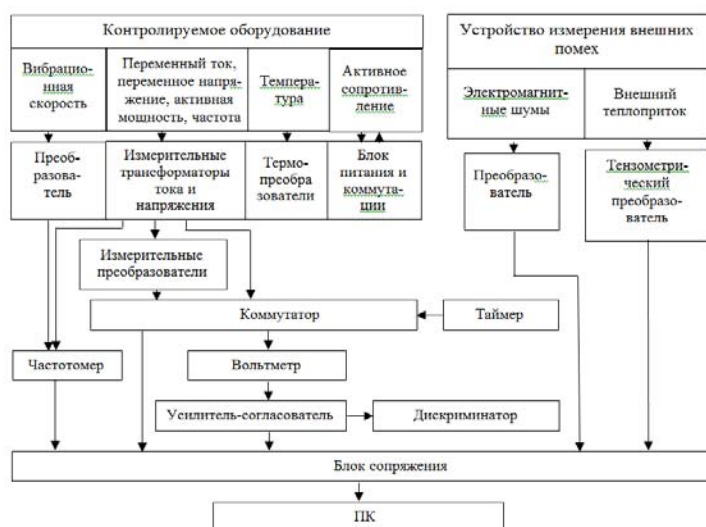 Контролируемое оборудование
Устройство измерения внешних
помех
Вибрацио-
нная
скорость
Переменный ток,
переменное напря-
жение, активная
мощность, частота
Темпера-
тура
Активное
сопротив-
ление
Электромагнит-
ные шумы
Внешний
теплоприток
Преоб-
разова-
тель
Измерительные
трансформаторы
тока и
напряжения
Термо-
преобра
зователи
Блок
питания и
коммута-
ции
Преобразо-
ватель
Тензометри-
ческий
преобразо-
ватель
Измерительные
преобразователи
Коммутатор
Таймер
Частотомер
Вольтметр
Усилитель-согласователь
Дискриминатор
Блок сопряжения
ПК